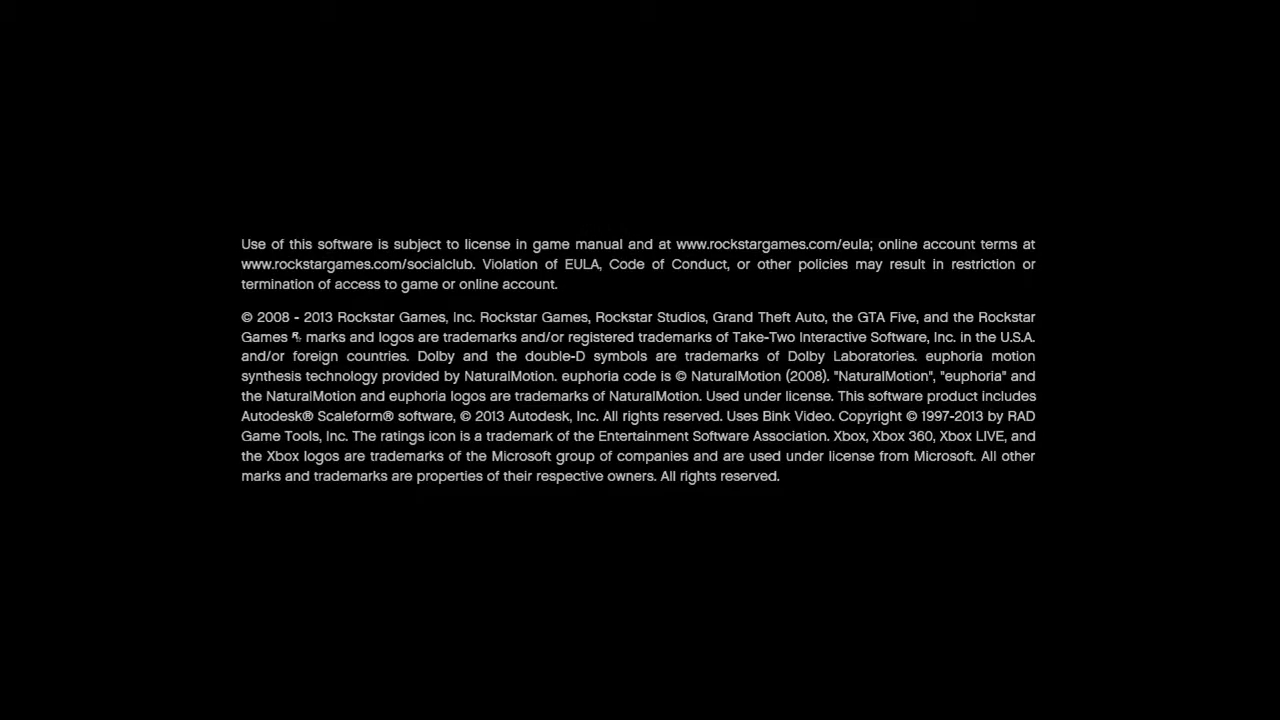 Use of this software is subject to license in game manual and at www.rockstargames.com/eula; online account terms at
www.rockstargames.com/socialclub. Violation of EULA, Code of Conduct, or other policies may result in restriction or
termination of access to game or online account.
© 2008 - 2013 Rockstar Games, Inc. Rockstar Games, Rockstar Studios, Grand Theft Auto, the GTA Five, and the Rockstar
Games R* marks and logos are trademarks and/or registered trademarks of Take-Two Interactive Software, Inc. in the U.S.A.
and/or foreign countries. Dolby and the double-D symbols are trademarks of Dolby Laboratories. euphoria motion
synthesis technology provided by NaturalMotion. euphoria code is © NaturalMotion (2008). "NaturalMotion", "euphoria" and
the NaturalMotion and euphoria logos are trademarks of NaturalMotion. Used under license. This software product includes
Autodesk® Scaleform® software, © 2013 Autodesk, Inc. All rights reserved. Uses Bink Video. Copyright © 1997-2013 by RAD
Game Tools, Inc. The ratings icon is a trademark of the Entertainment Software Association. Xbox, Xbox 360, Xbox LIVE, and
the Xbox logos are trademarks of the Microsoft group of companies and are used under license from Microsoft. All other
marks and trademarks are properties of their respective owners. All rights reserved.